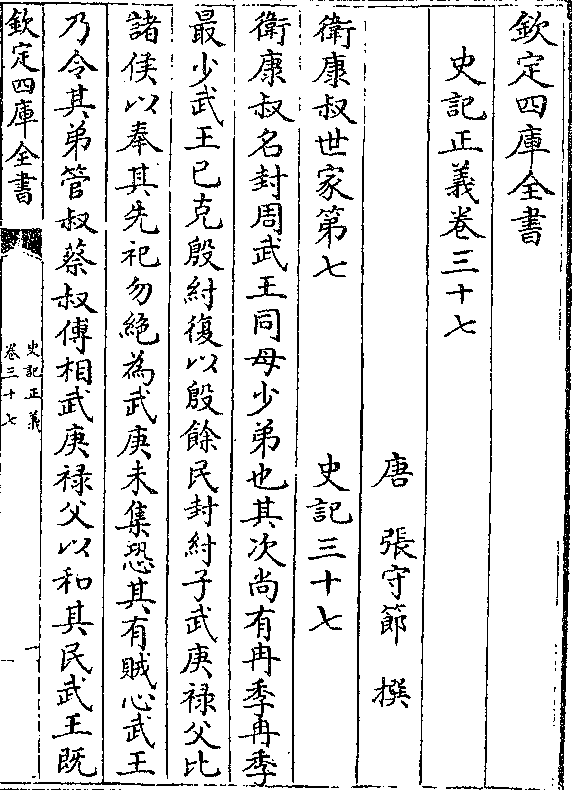 欽定四庫全書
史記正義卷三十七
唐 張守節 撰
衛康叔世家第七 史記三十七
衛康叔名封周武王同母少弟也其次尚有冉季冉季
最少武王已克殷紂復以殷餘民封紂子武庚禄父比
諸侯以奉其先祀勿絶為武庚未集恐其有賊心武王
乃令其弟管叔蔡叔傅相武庚禄父以和其民武王既
欽定四庫全書
史記正義
卷三十七
一